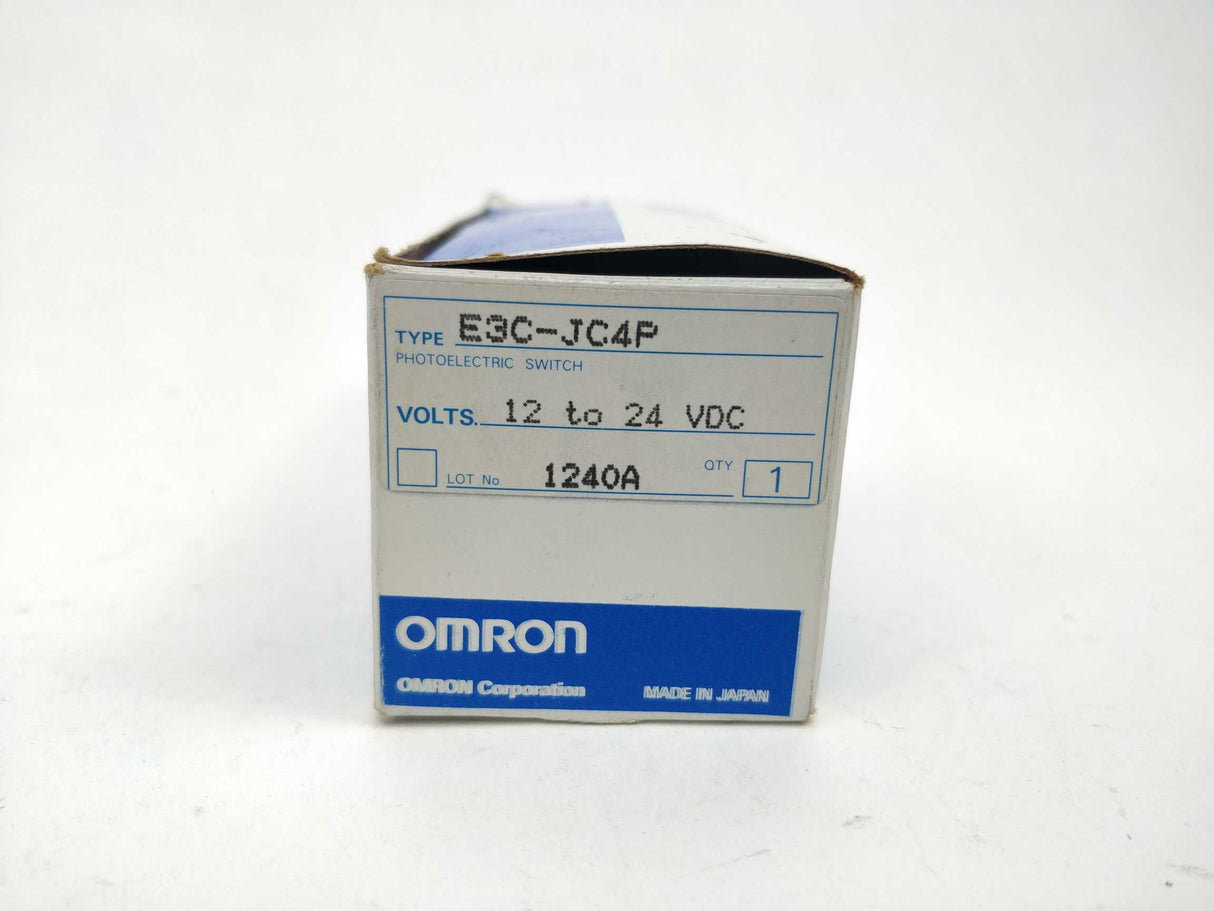 TYPE E3C-JC4P
PHOTOELECTRIC SWITCH
VOLTS. 12 to 24 VDC
LOT No. 1240A QTY 1
OMRON
OMRON Corporation MADE IN JAPAN